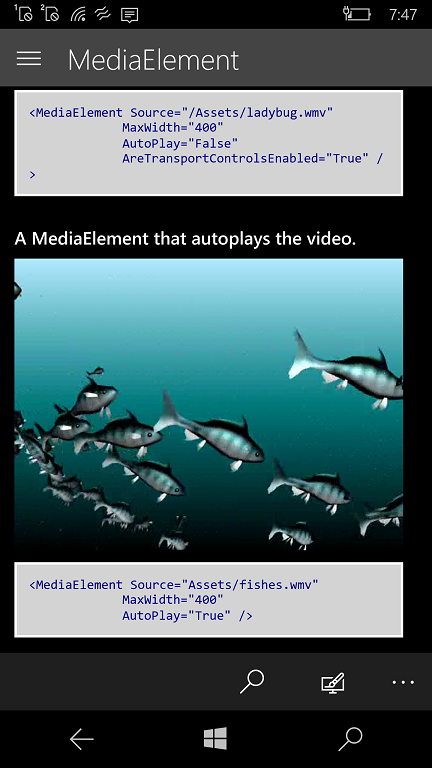 1 2 7:47
MediaElement
<MediaElement Source="/Assets/ladybug.wmv"
MaxWidth="400"
AutoPlay="False"
AreTransportControlsEnabled="True" /
>
A MediaElement that autoplays the video.
<MediaElement Source="Assets/fishes.wmv"
MaxWidth="400"
AutoPlay="True" />